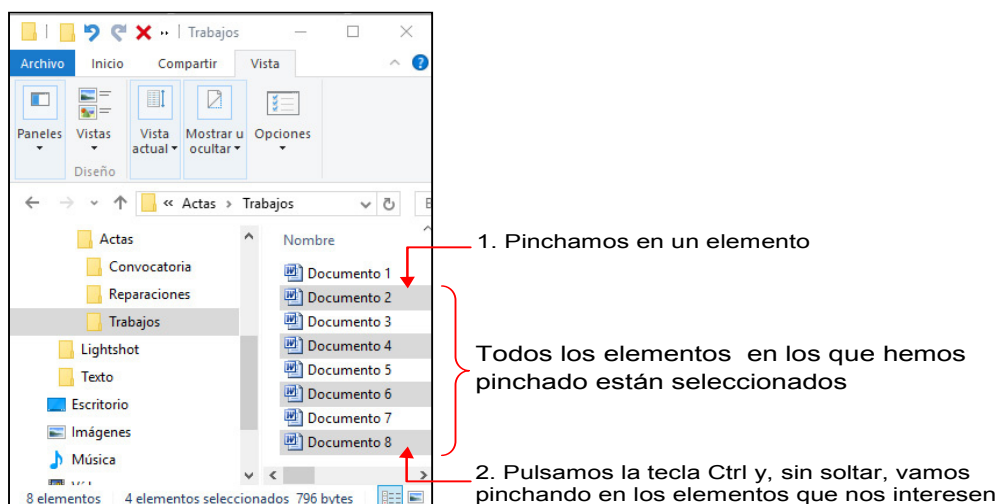 Trabajos
Archivo Inicio Compartir Vista
Paneles Vistas Vista actual Mostrar u ocultar Opciones
Diseño
« Actas › Trabajos
Actas
Convocatoria
Reparaciones
Trabajos
Lightshot
Texto
Escritorio
Imágenes
Música
Nombre
Documento 1
Documento 2
Documento 3
Documento 4
Documento 5
Documento 6
Documento 7
Documento 8
8 elementos 4 elementos seleccionados 796 bytes
1. Pinchamos en un elemento
Todos los elementos en los que hemos
pinchado están seleccionados
2. Pulsamos la tecla Ctrl y, sin soltar, vamos
pinchando en los elementos que nos interesen